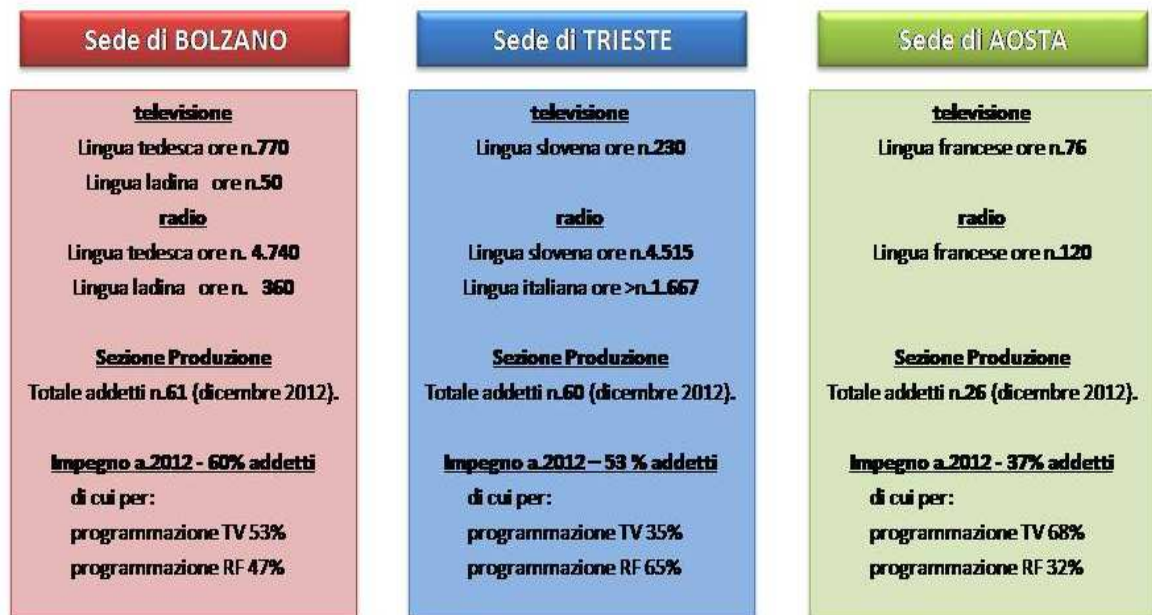 Sede di BOLZANO
televisione
Lingua tedesca ore n.770
Lingua ladina ore n.50
radio
Lingua tedesca ore n. 4.740
Lingua ladina ore n. 360
Sezione Produzione
Totale addetti n.61 (dicembre 2012).
Impegno a.2012 - 60% addetti
di cui per:
programmazione TV 53%
programmazione RF 47%
Sede di TRIESTE
televisione
Lingua slovena ore n.230
radio
Lingua slovena ore n.4.515
Lingua italiana ore >n.1.667
Sezione Produzione
Totale addetti n.60 (dicembre 2012).
Impegno a.2012 – 53 % addetti
di cui per:
programmazione TV 35%
programmazione RF 65%
Sede di AOSTA
televisione
Lingua francese ore n.76
radio
Lingua francese ore n.120
Sezione Produzione
Totale addetti n.26 (dicembre 2012).
Impegno a.2012 - 37% addetti
di cui per:
programmazione TV 68%
programmazione RF 32%